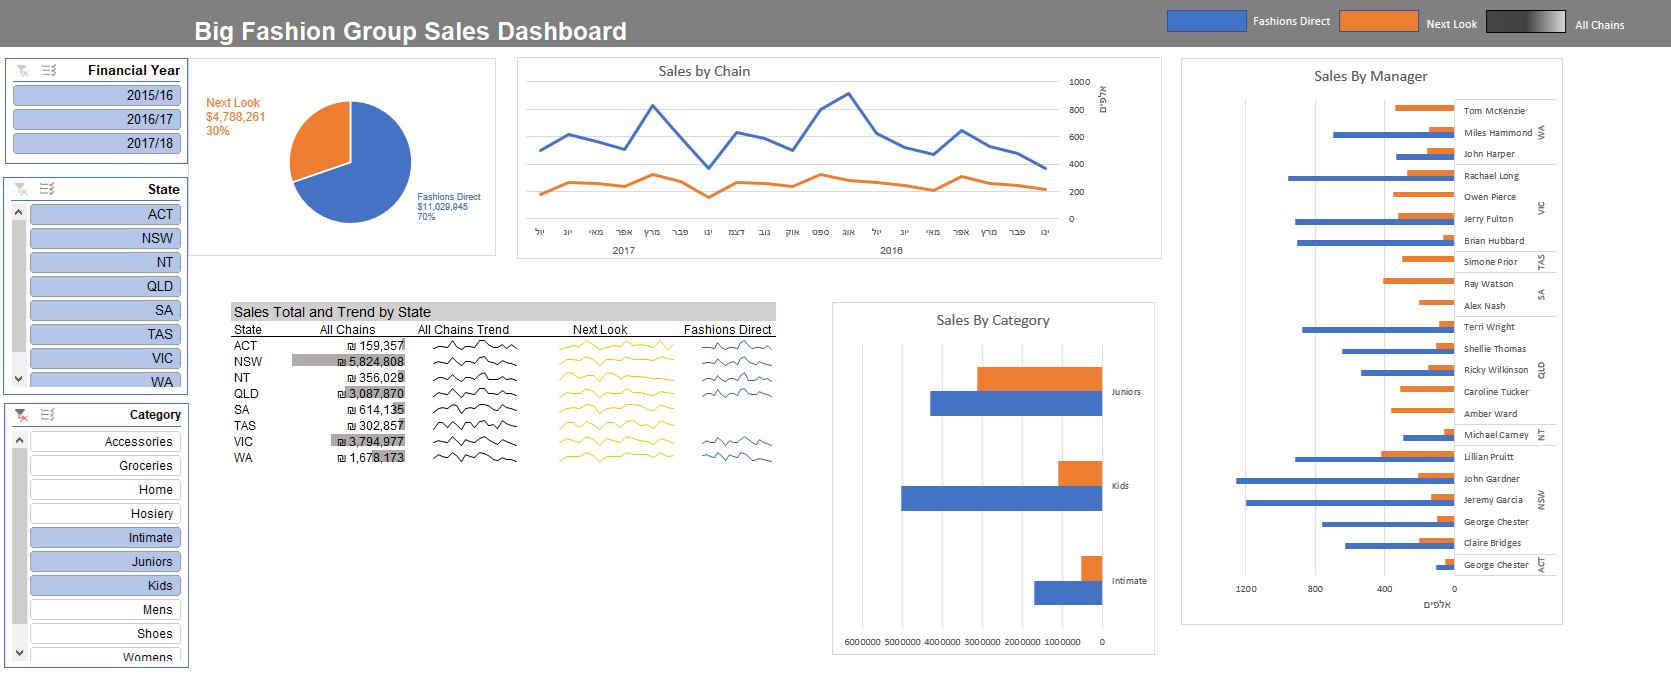 Big Fashion Group Sales Dashboard
Fashions Direct
Next Look
All Chains
Financial Year
2015/16
2016/17
2017/18
State
ACT
NSW
NT
QLD
SA
TAS
VIC
WA
Category
Accessories
Groceries
Home
Hosiery
Intimate
Juniors
Kids
Mens
Shoes
Womens
Next Look
$4,788,261
30%
Fashions Direct
$11,029,945
70%
Sales by Chain
אלפים
1000
800
600
400
200
0
יול יונ מאי אפר מרץ פבר ינו דצמ נוב אוק ספט אוג יול יונ מאי אפר מרץ פבר ינו
2017 2016
Sales Total and Trend by State
State All Chains All Chains Trend Next Look Fashions Direct
ACT ₪ 159,357
NSW ₪ 5,824,808
NT ₪ 356,029
QLD ₪ 3,087,870
SA ₪ 614,135
TAS ₪ 302,857
VIC ₪ 3,794,977
WA ₪ 1,678,173
Sales By Category
Juniors
Kids
Intimate
6000000 5000000 4000000 3000000 2000000 1000000 0
Sales By Manager
Tom McKenzie
Miles Hammond
John Harper
WA
Rachael Long
Owen Pierce
Jerry Fulton
Brian Hubbard
VIC
Simone Prior
TAS
Ray Watson
Alex Nash
SA
Terri Wright
Shellie Thomas
Ricky Wilkinson
Caroline Tucker
Amber Ward
QLD
Michael Carney
NT
Lillian Pruitt
John Gardner
Jeremy Garcia
George Chester
Claire Bridges
NSW
George Chester
ACT
1200 800 400 0
אלפים